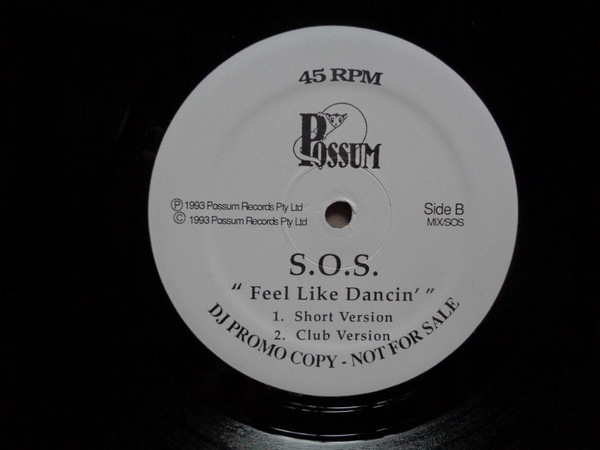 45 RPM
POSSUM
Ⓟ 1993 Possum Records Pty Ltd
© 1993 Possum Records Pty Ltd
Side B
MIX/SOS
S.O.S.
“ Feel Like Dancin’ ”
1. Short Version
2. Club Version
DJ PROMO COPY - NOT FOR SALE